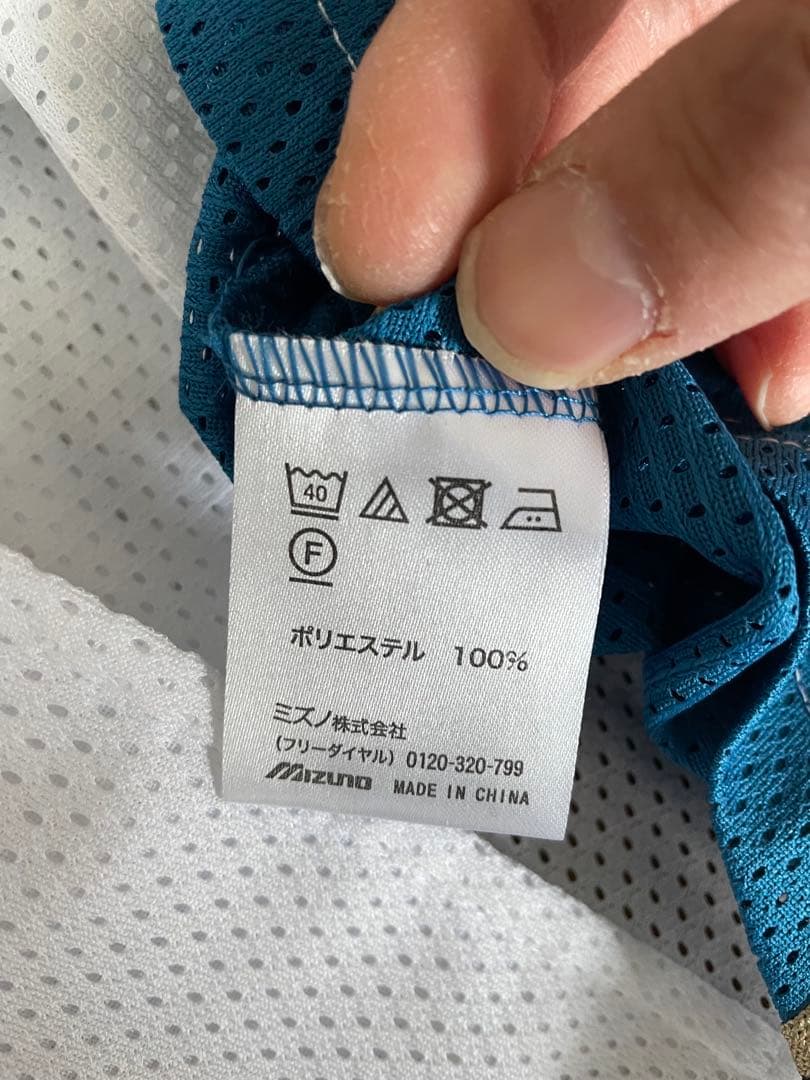 40
F
ポリエステル 100%
ミズノ株式会社
(フリーダイヤル) 0120-320-799
MIZUNO MADE IN CHINA